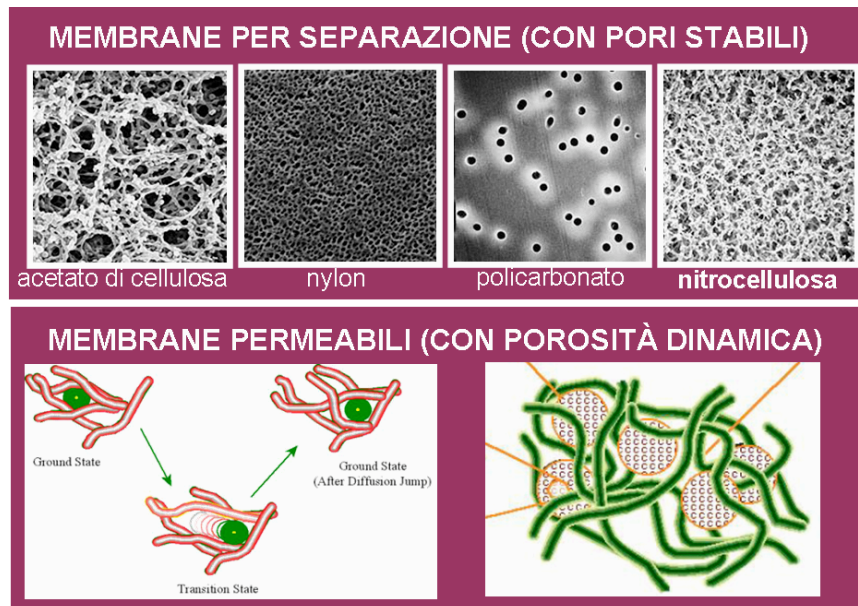 MEMBRANE PER SEPARAZIONE (CON PORI STABILI)
acetato di cellulosa
nylon
policarbonato
nitrocellulosa
MEMBRANE PERMEABILI (CON POROSITÀ DINAMICA)
Ground State
Ground State
(After Diffusion Jump)
Transition State